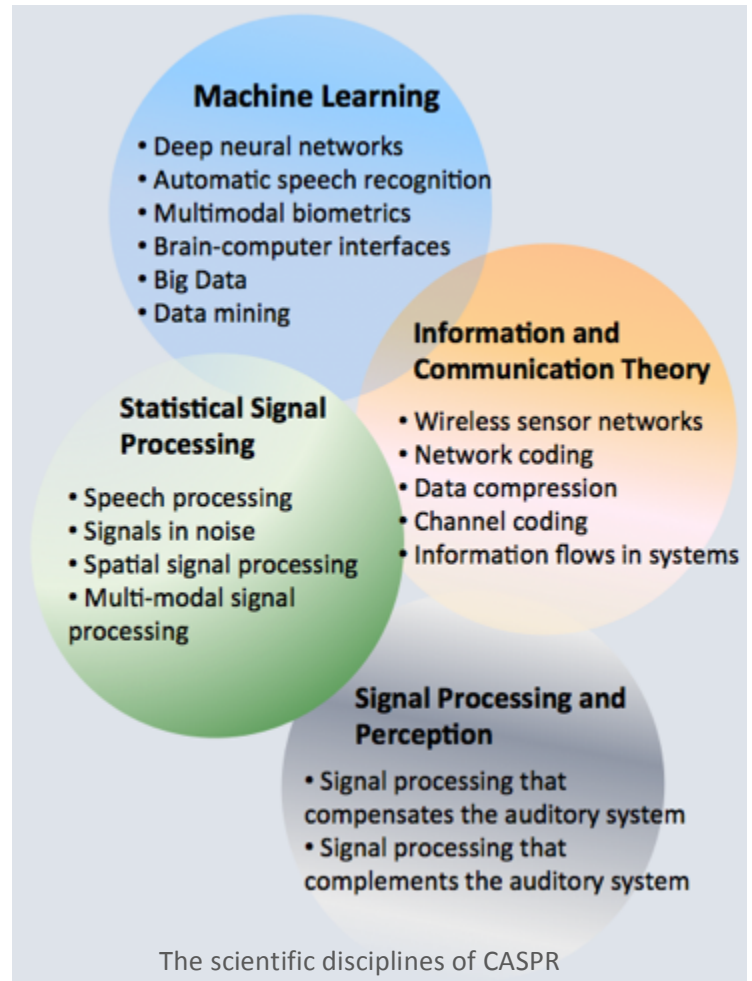 Machine Learning
• Deep neural networks
• Automatic speech recognition
• Multimodal biometrics
• Brain-computer interfaces
• Big Data
• Data mining
Information and
Communication Theory
• Wireless sensor networks
• Network coding
• Data compression
• Channel coding
• Information flows in systems
Statistical Signal
Processing
• Speech processing
• Signals in noise
• Spatial signal processing
• Multi-modal signal
processing
Signal Processing and
Perception
• Signal processing that
compensates the auditory system
• Signal processing that
complements the auditory system
The scientific disciplines of CASPR